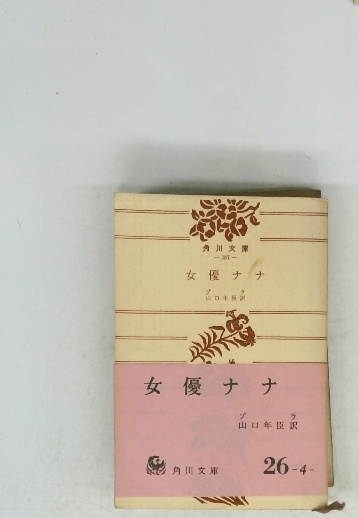 角川文庫
女優ナナ
ゾラ
山口年臣訳
女優ナナ
ゾラ
山口年臣訳
角川文庫
26-4-